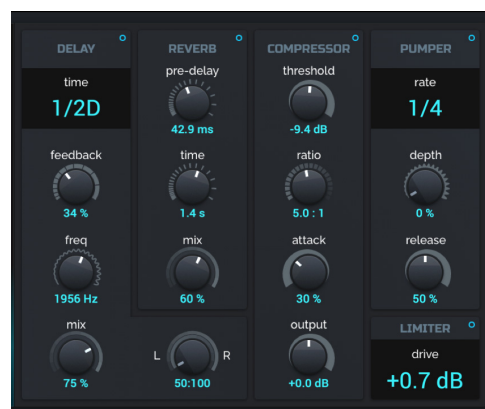 DELAY
time
1/2D
feedback
34 %
freq
1956 Hz
mix
75 %
REVERB
pre-delay
42.9 ms
time
1.4 s
mix
60 %
L R
50:100
COMPRESSOR
threshold
-9.4 dB
ratio
5.0 : 1
attack
30 %
output
+0.0 dB
PUMPER
rate
1/4
depth
0 %
release
50 %
LIMITER
drive
+0.7 dB